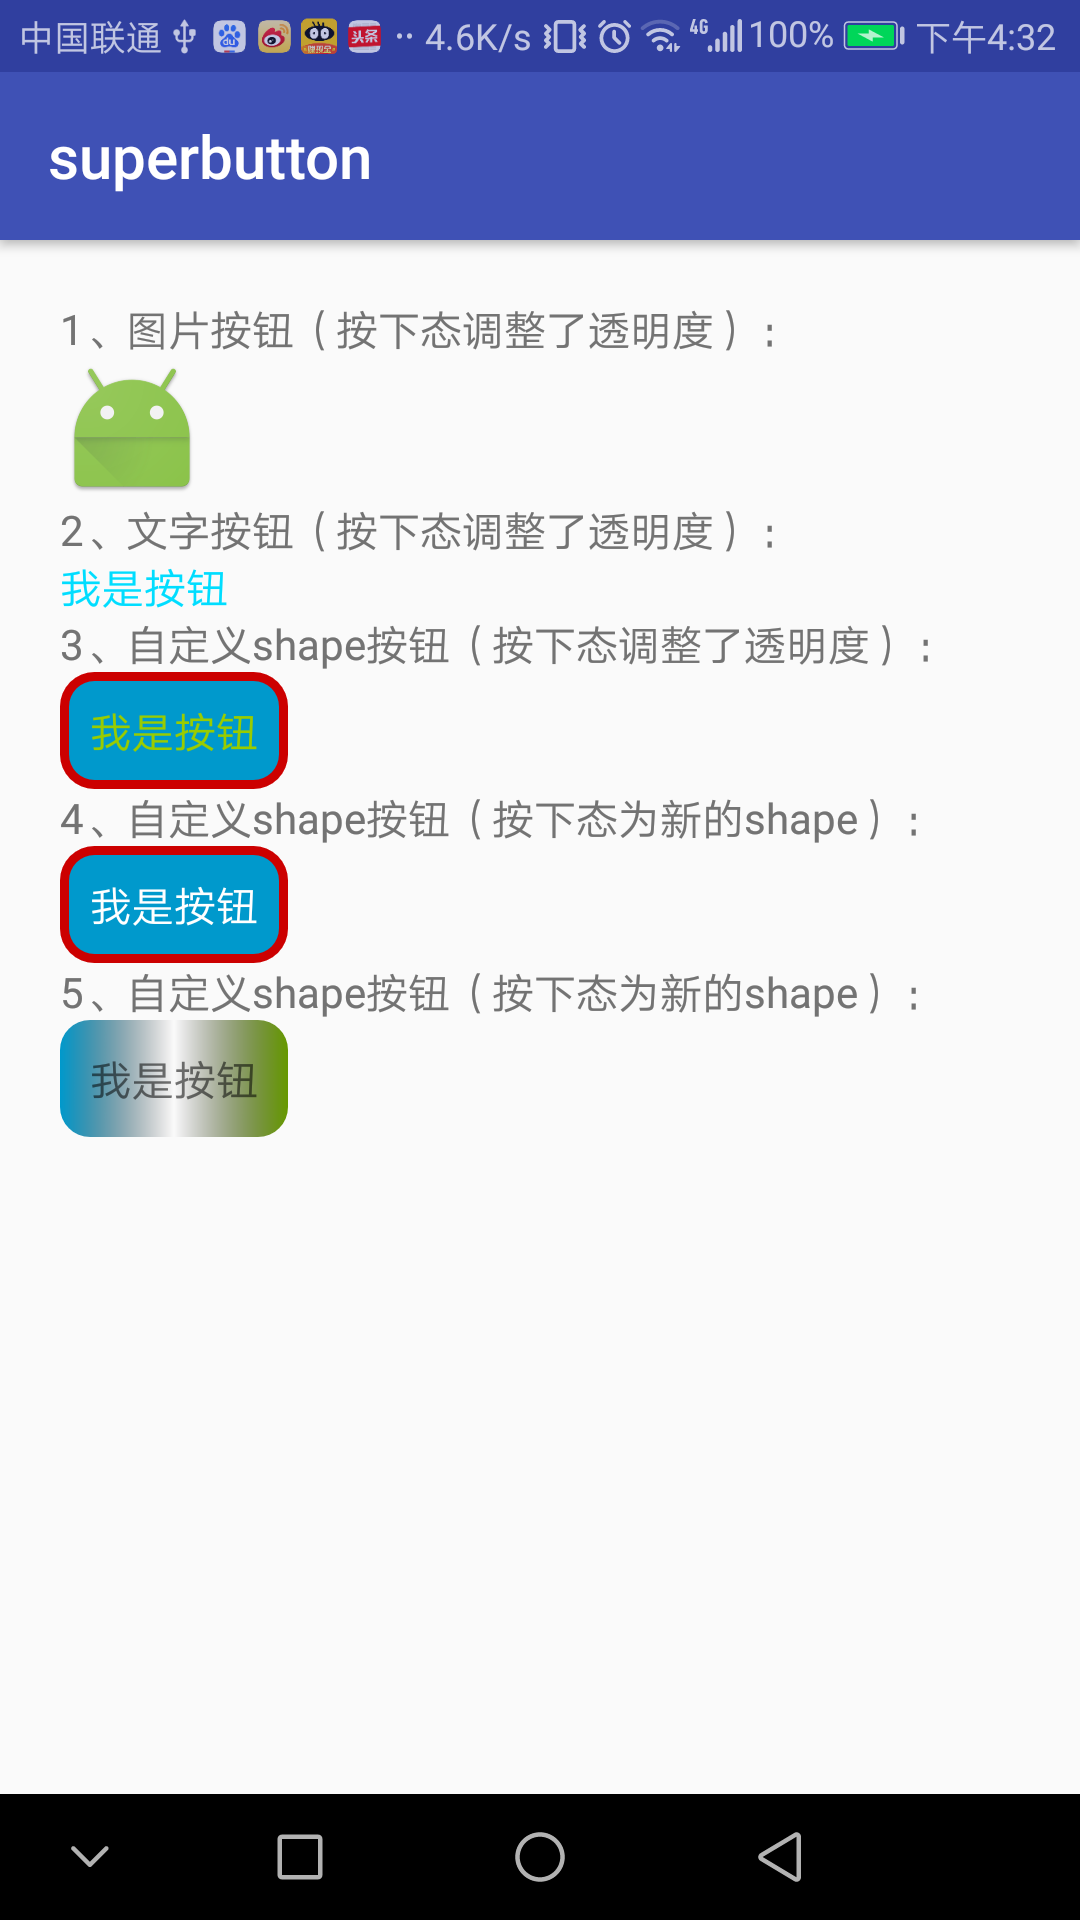 中国联通 4.6K/s 4G 100% 下午4:32
superbutton
1、图片按钮（按下态调整了透明度）：
2、文字按钮（按下态调整了透明度）：
我是按钮
3、自定义shape按钮（按下态调整了透明度）：
我是按钮
4、自定义shape按钮（按下态为新的shape）：
我是按钮
5、自定义shape按钮（按下态为新的shape）：
我是按钮